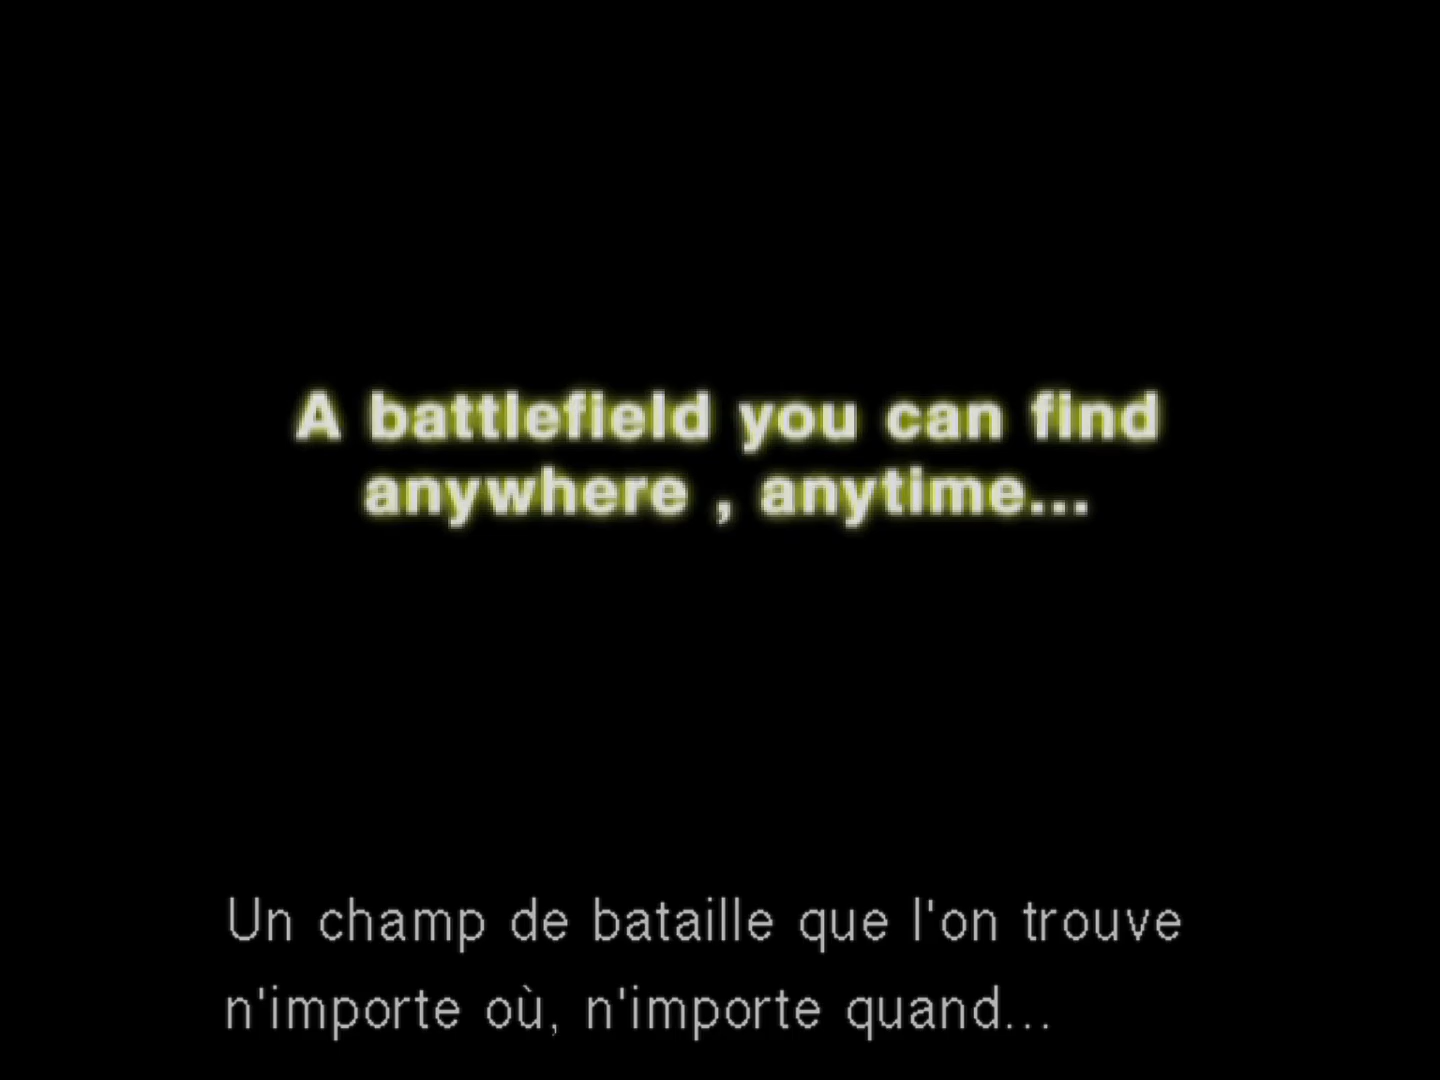 A battlefield you can find
anywhere , anytime...
Un champ de bataille que l'on trouve
n'importe où, n'importe quand...